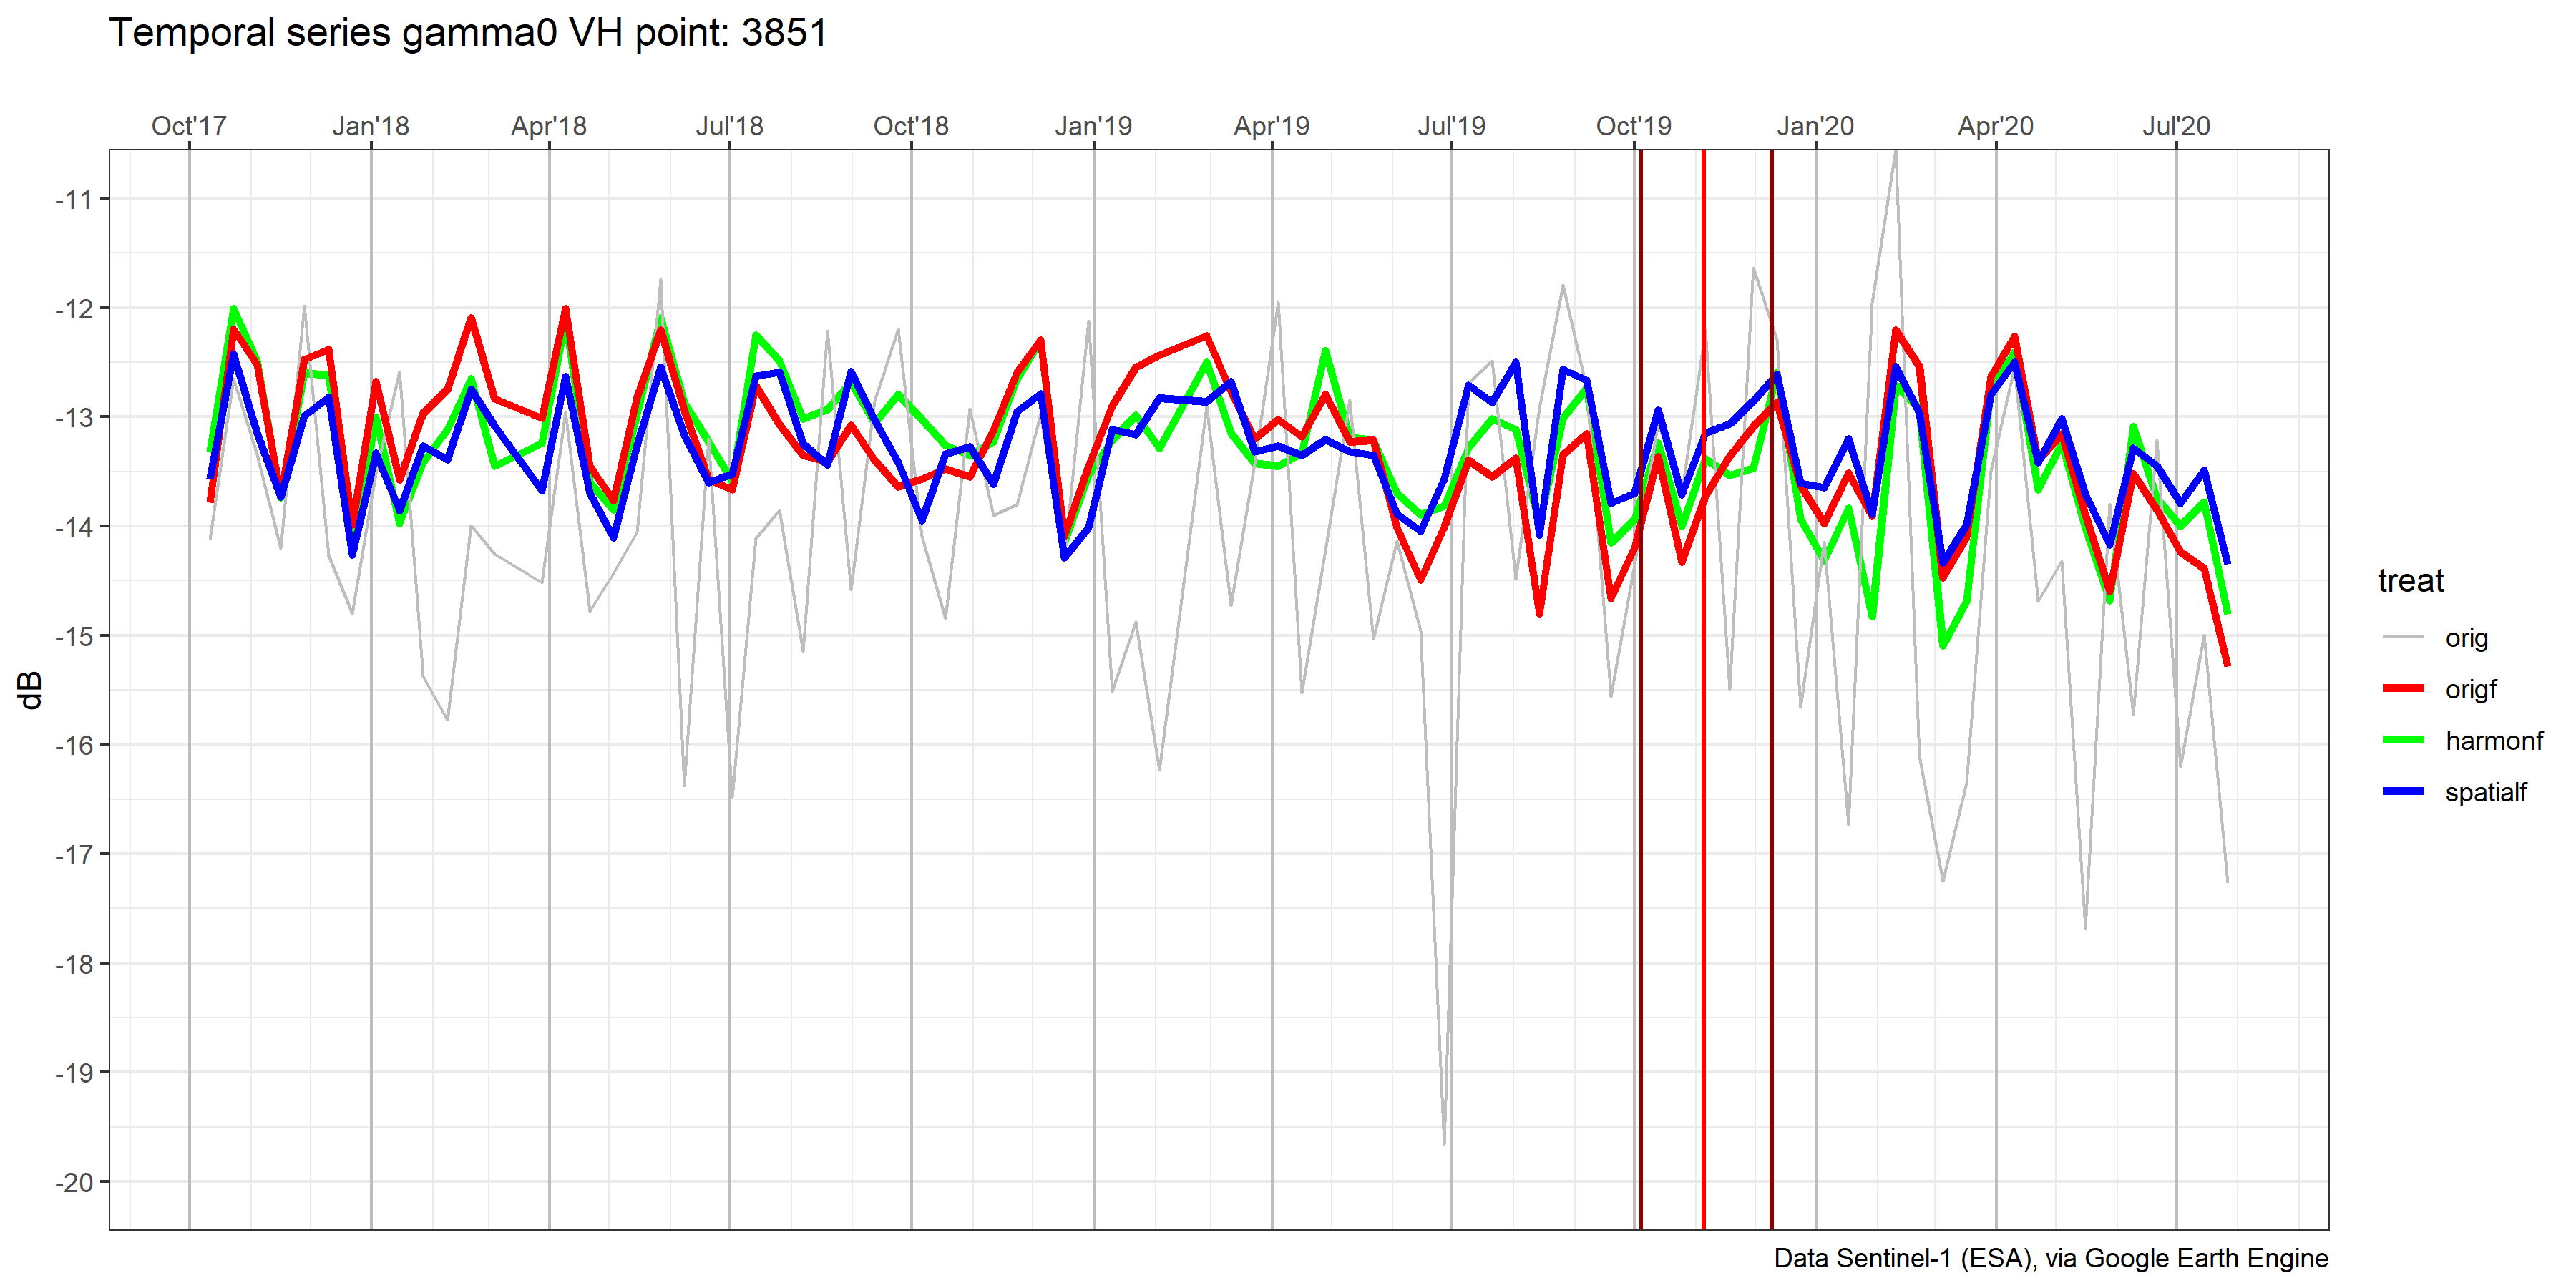 Temporal series gamma0 VH point: 3851
Oct'17 Jan'18 Apr'18 Jul'18 Oct'18 Jan'19 Apr'19 Jul'19 Oct'19 Jan'20 Apr'20 Jul'20
-11
-12
-13
-14
-15
-16
-17
-18
-19
-20
dB
treat
orig
origf
harmonf
spatialf
Data Sentinel-1 (ESA), via Google Earth Engine